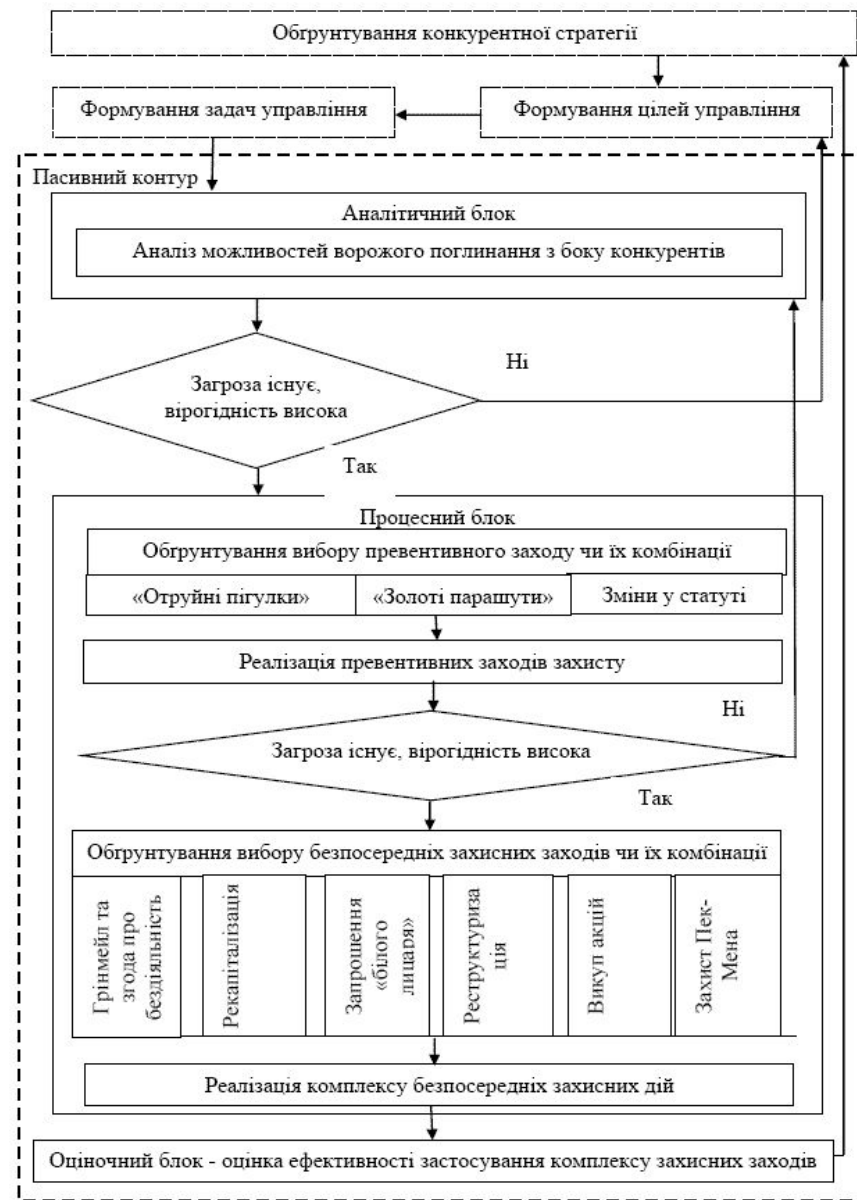 Обґрунтування конкурентної стратегії
Формування задач управління
Формування цілей управління
Пасивний контур
Аналітичний блок
Аналіз можливостей ворожого поглинання з боку конкурентів
Ні
Загроза існує,
вірогідність висока
Так
Процесний блок
Обґрунтування вибору превентивного заходу чи їх комбінації
«Отруйні пігулки»
«Золоті парашути»
Зміни у статуті
Реалізація превентивних заходів захисту
Ні
Загроза існує, вірогідність висока
Так
Обґрунтування вибору безпосередніх захисних заходів чи їх комбінації
Грінмейл та
згода про
бездіяльність
Рекапіталізація
Запрошення
«білого
лицаря»
Реструктуриза
ція
Викуп акцій
Захист Пек-
Мена
Реалізація комплексу безпосередніх захисних дій
Оціночний блок - оцінка ефективності застосування комплексу захисних заходів